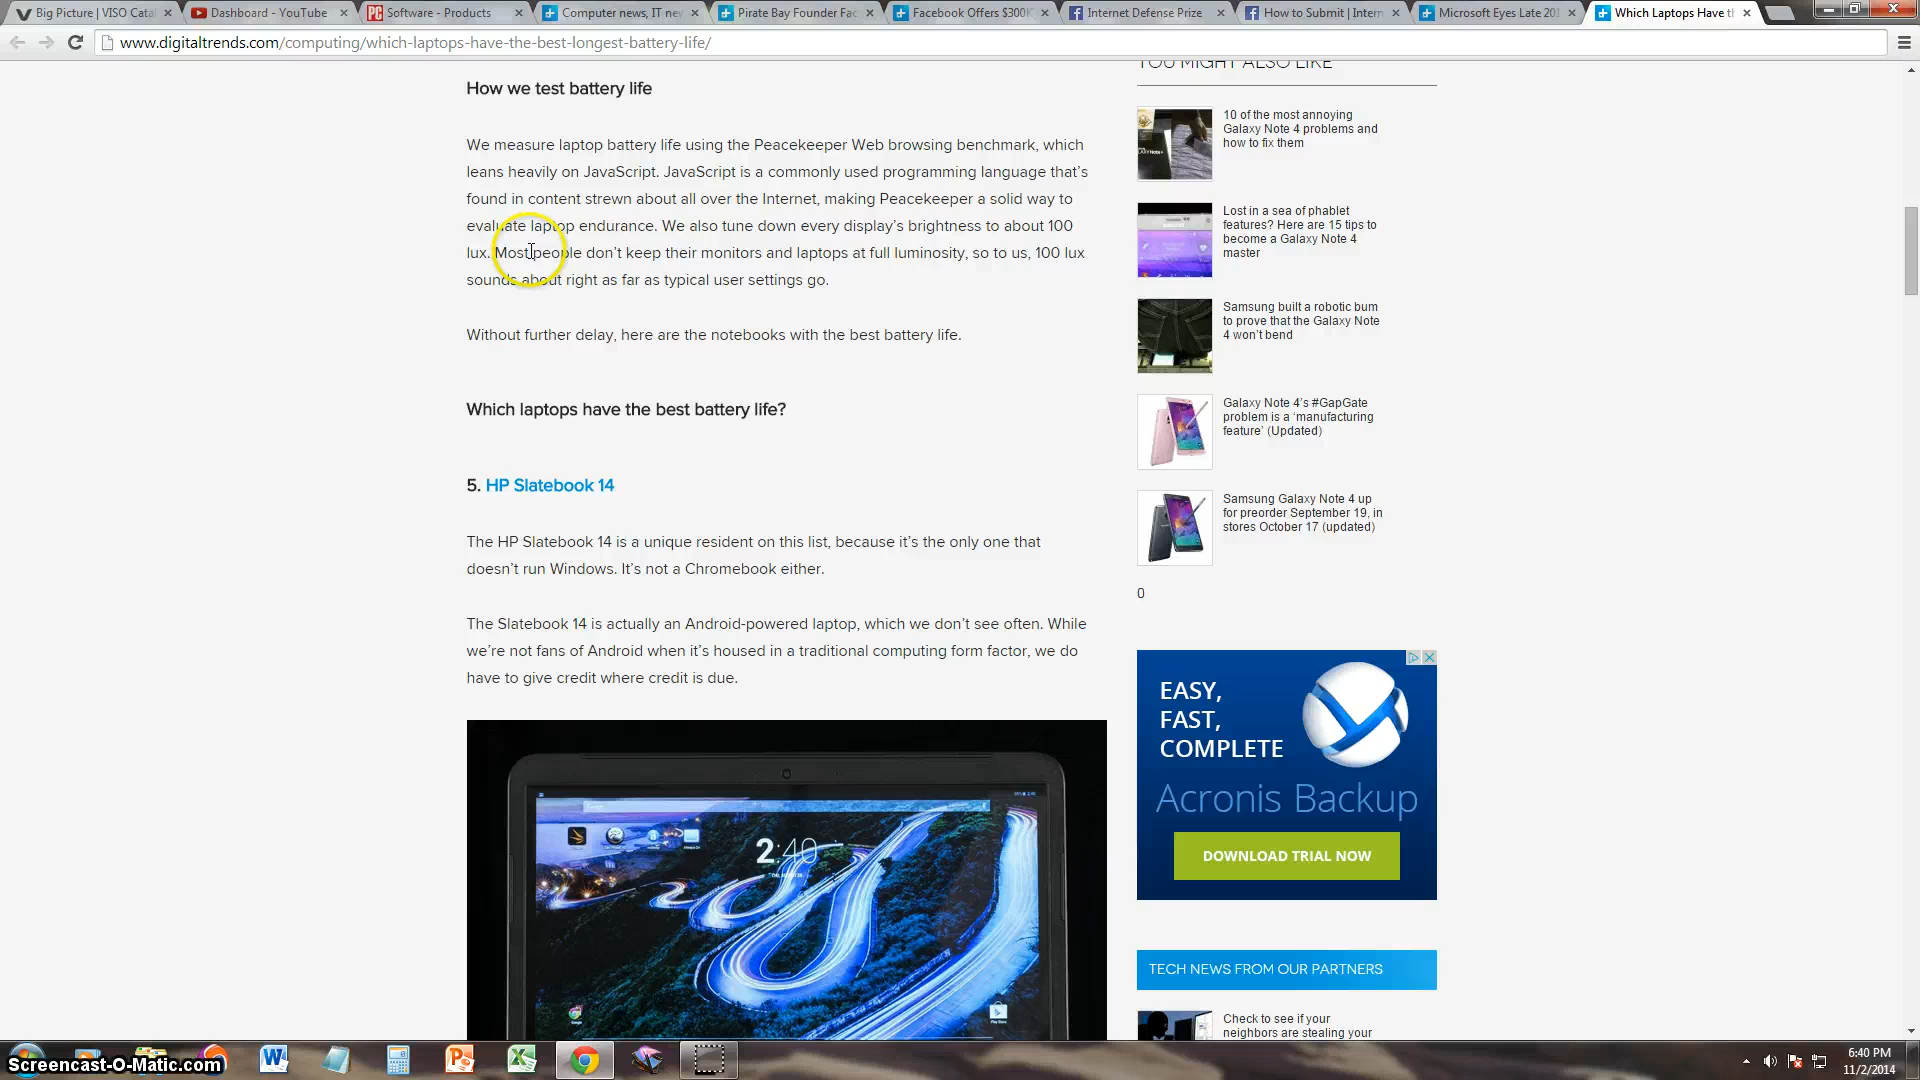 Big Picture | VISO Catal
Dashboard - YouTube
Software - Products
Computer news, IT nev
Pirate Bay Founder Fac
Facebook Offers $300K
Internet Defense Prize
How to Submit | Intern
Microsoft Eyes Late 201
Which Laptops Have th
www.digitaltrends.com/computing/which-laptops-have-the-best-longest-battery-life/
How we test battery life
We measure laptop battery life using the Peacekeeper Web browsing benchmark, which
leans heavily on JavaScript. JavaScript is a commonly used programming language that's
found in content strewn about all over the Internet, making Peacekeeper a solid way to
evaluate laptop endurance. We also tune down every display's brightness to about 100
lux. Most people don't keep their monitors and laptops at full luminosity, so to us, 100 lux
sounds about right as far as typical user settings go.
Without further delay, here are the notebooks with the best battery life.
Which laptops have the best battery life?
5. HP Slatebook 14
The HP Slatebook 14 is a unique resident on this list, because it's the only one that
doesn't run Windows. It's not a Chromebook either.
The Slatebook 14 is actually an Android-powered laptop, which we don't see often. While
we're not fans of Android when it's housed in a traditional computing form factor, we do
have to give credit where credit is due.
2:40
YOU MIGHT ALSO LIKE
10 of the most annoying
Galaxy Note 4 problems and
how to fix them
Lost in a sea of phablet
features? Here are 15 tips to
become a Galaxy Note 4
master
Samsung built a robotic bum
to prove that the Galaxy Note
4 won't bend
Galaxy Note 4's #GapGate
problem is a 'manufacturing
feature' (Updated)
Samsung Galaxy Note 4 up
for preorder September 19, in
stores October 17 (updated)
0
EASY,
FAST,
COMPLETE
Acronis Backup
DOWNLOAD TRIAL NOW
TECH NEWS FROM OUR PARTNERS
Check to see if your
neighbors are stealing your
Screencast-O-Matic.com
6:40 PM
11/2/2014